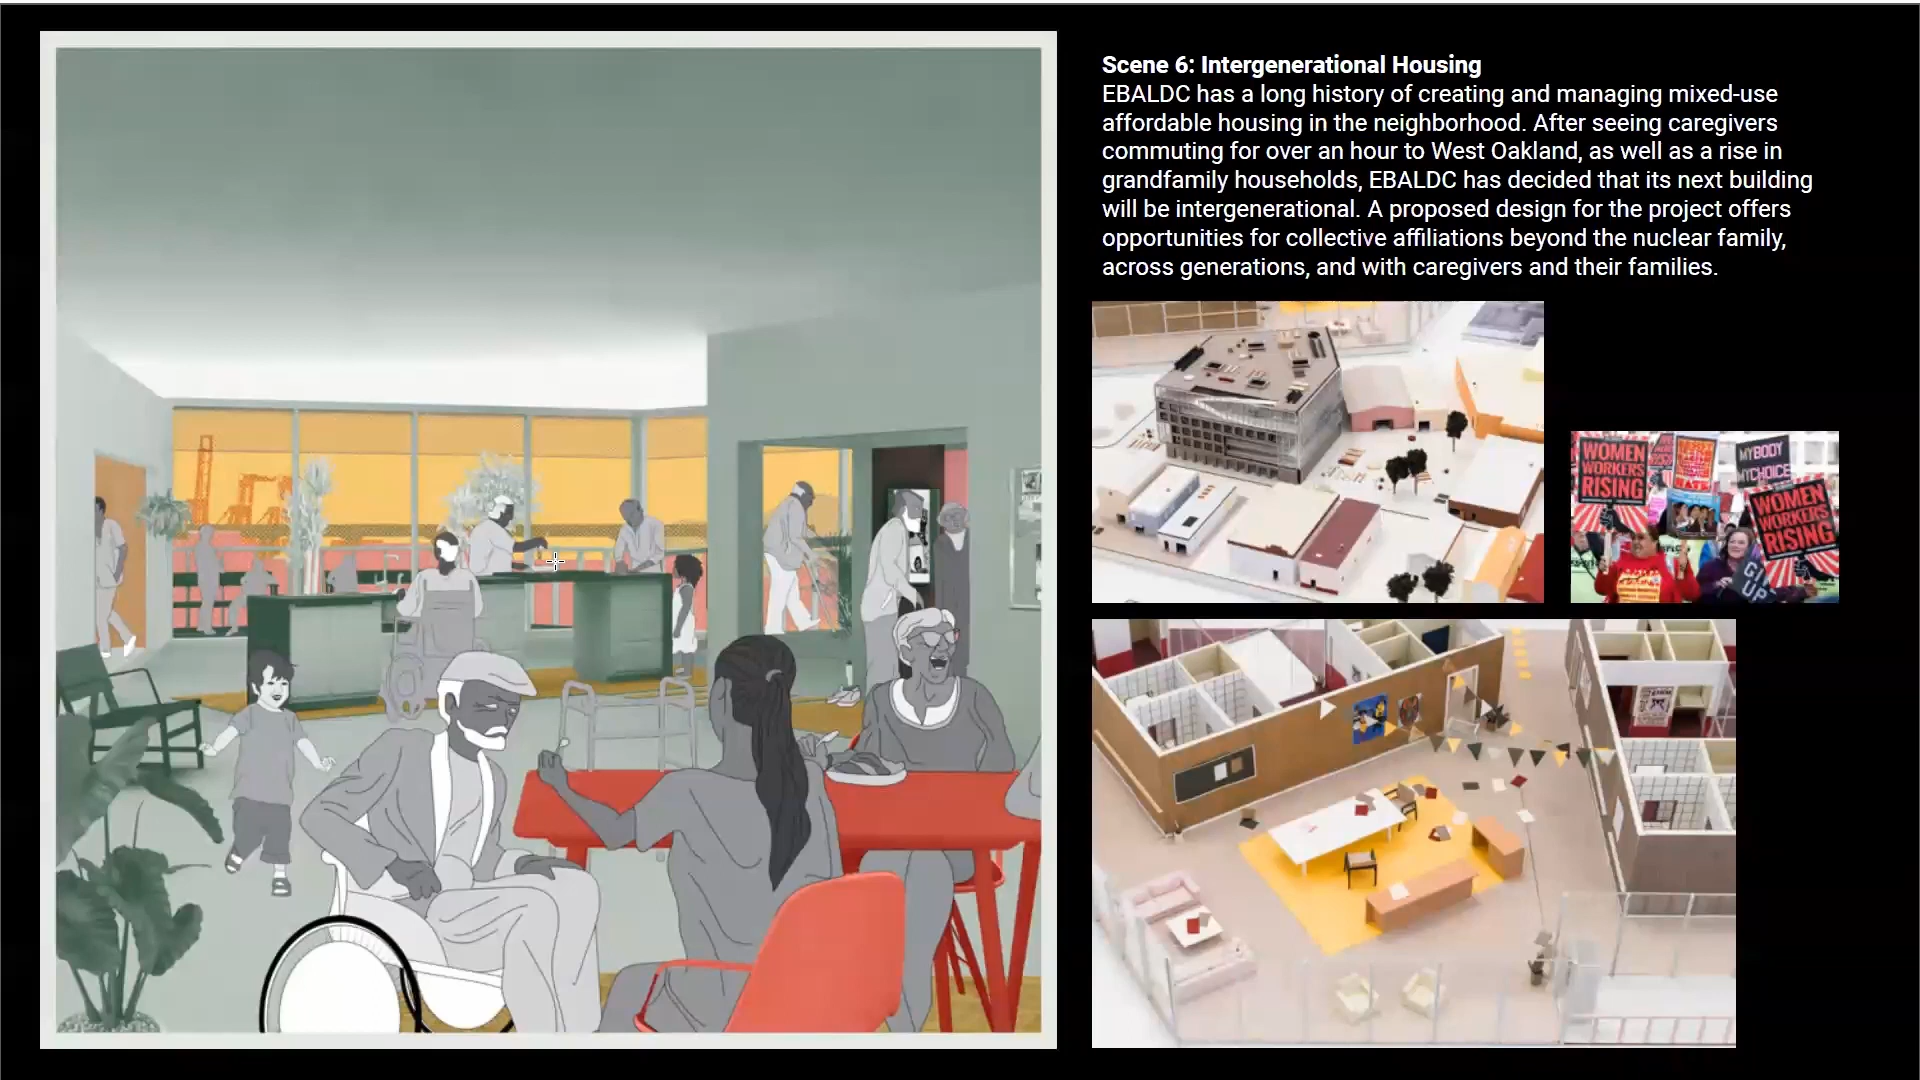 Scene 6: Intergenerational Housing
EBALDC has a long history of creating and managing mixed-use
affordable housing in the neighborhood. After seeing caregivers
commuting for over an hour to West Oakland, as well as a rise in
grandfamily households, EBALDC has decided that its next building
will be intergenerational. A proposed design for the project offers
opportunities for collective affiliations beyond the nuclear family,
across generations, and with caregivers and their families.
WOMEN
WORKERS
RISING
MY BODY
MY CHOICE
WOMEN
WORKERS
RISING
UP